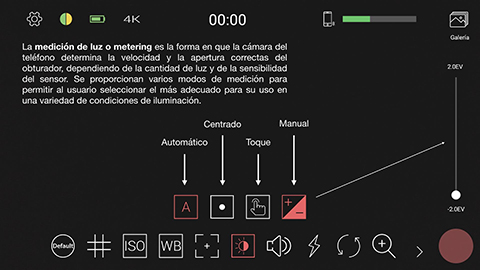 4K
00:00
Galería
La medición de luz o metering es la forma en que la cámara del
teléfono determina la velocidad y la apertura correctas del
obturador, dependiendo de la cantidad de luz y de la sensibilidad
del sensor. Se proporcionan varios modos de medición para
permitir al usuario seleccionar el más adecuado para su uso en
una variedad de condiciones de iluminación.
2.0EV
Centrado
Manual
Automático
Toque
A
-2.0EV
Default
ISO
WB